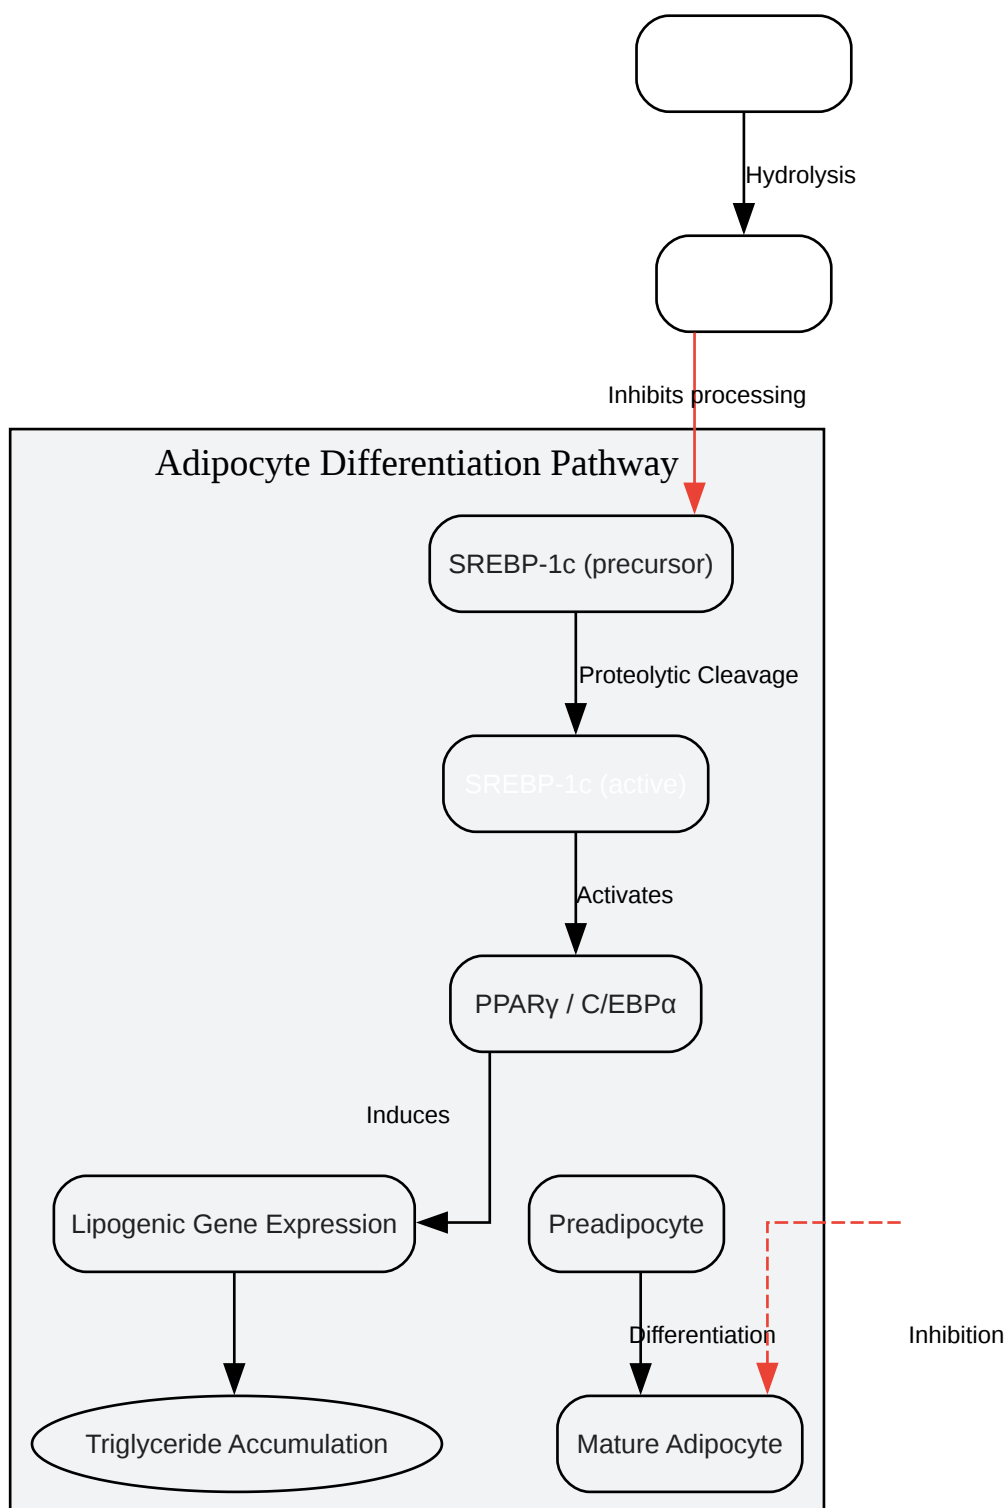 Hydrolysis
Inhibits processing
Adipocyte Differentiation Pathway
SREBP-1c (precursor)
Proteolytic Cleavage
SREBP-1c (active)
Activates
PPARγ / C/EBPα
Induces
Lipogenic Gene Expression
Preadipocyte
Differentiation
Inhibition
Triglyceride Accumulation
Mature Adipocyte